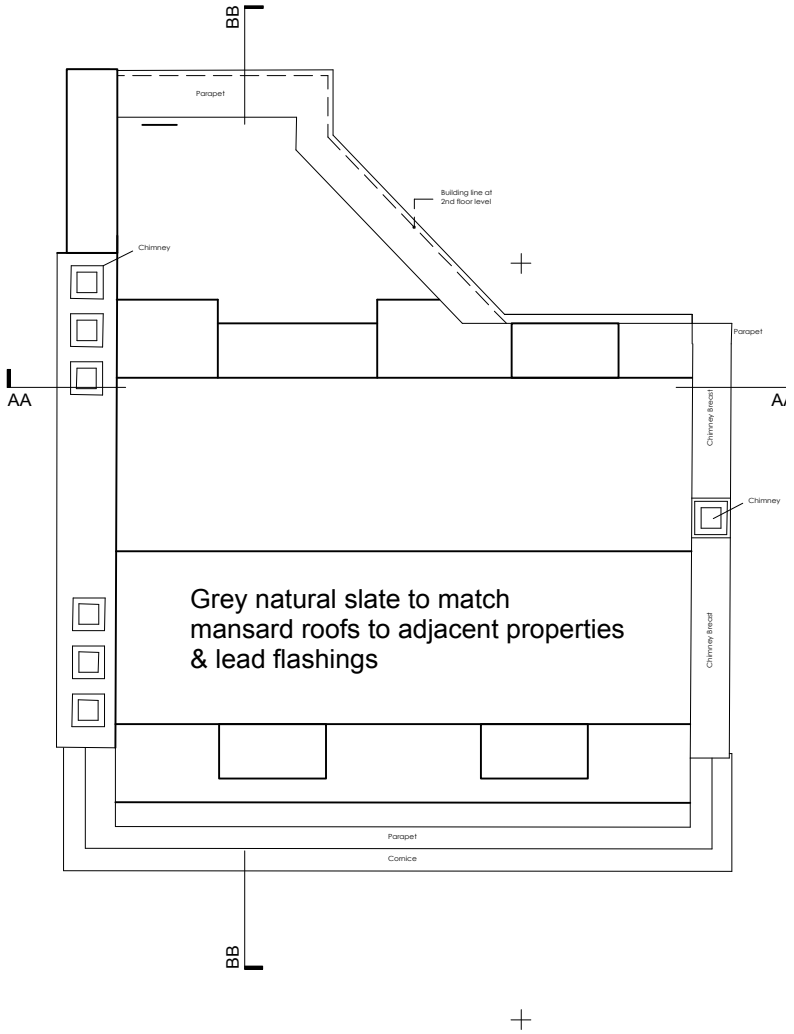 BB
Parapet
Building line at
2nd floor level
Chimney
Parapet
AA
AA
Chimney Breast
Chimney
Grey natural slate to match
mansard roofs to adjacent properties
& lead flashings
Chimney Breast
Parapet
Cornice
BB